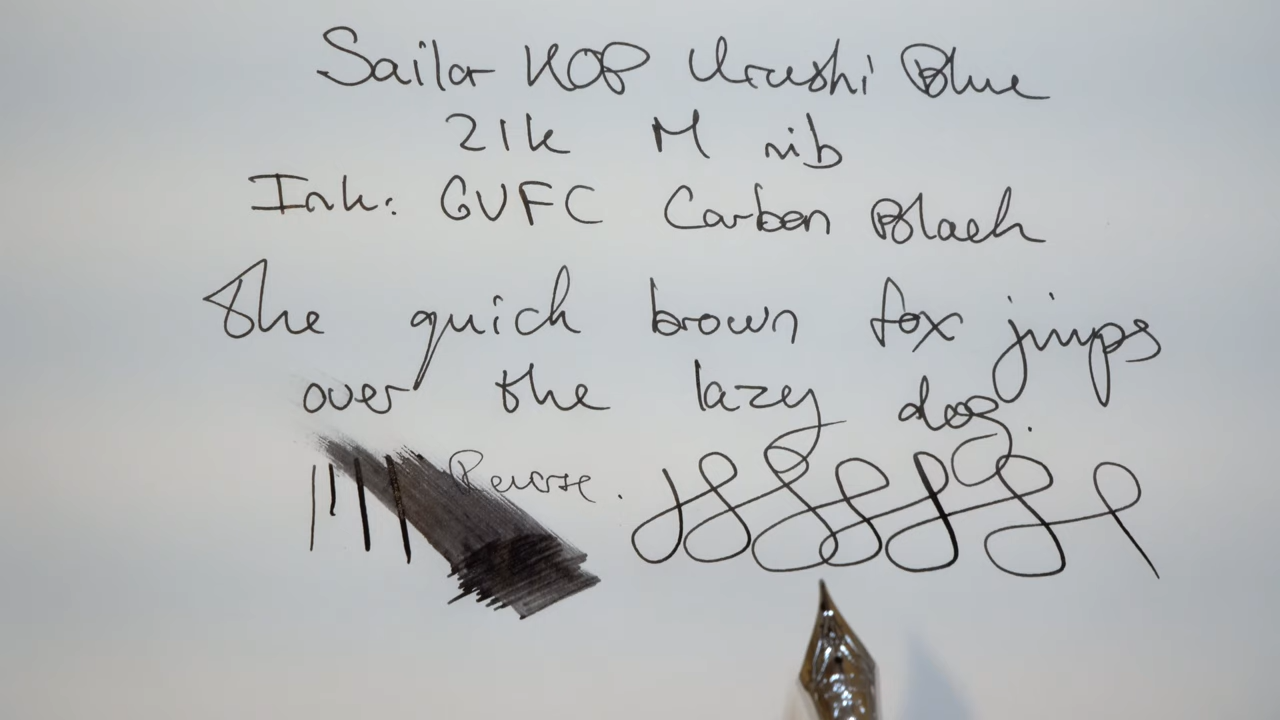 Sailor KOP Urushi Blue
21k M nib
Ink: GVFC Carbon Black
The quick brown fox jumps
over the lazy dog.
Reverse.